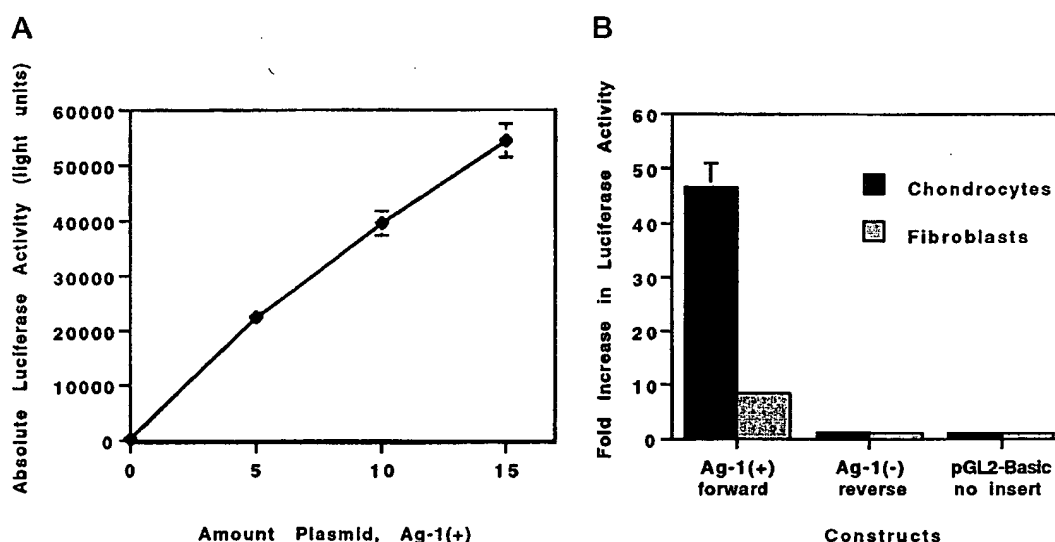 A
Absolute Luciferase Activity (light units)
60000
50000
40000
30000
20000
10000
0
0 5 10 15
Amount Plasmid, Ag-1(+)
B
Fold Increase in Luciferase Activity
60
50
40
30
20
10
0
Chondrocytes
Fibroblasts
Ag-1(+) Ag-1(-) pGL2-Basic
forward reverse no insert
Constructs